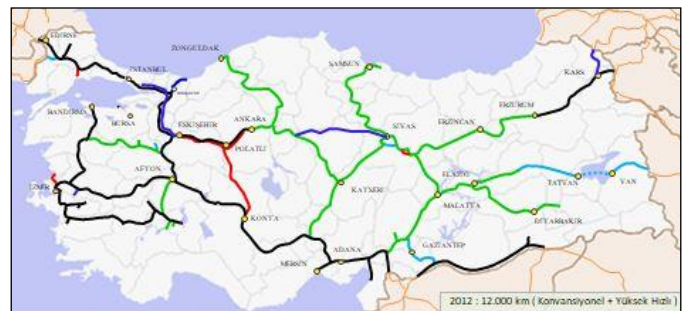 EDİRNE
ZONGULDAK
SAMSUN
İSTANBUL
KARS
BANDIRMA
BURSA
ESKİŞEHİR
ANKARA
SİVAS
ERZİNCAN
ERZURUM
POLATLI
AFYON
ELAZIĞ
TATVAN
VAN
İZMİR
KAYSERİ
MALATYA
KONYA
DİYARBAKIR
GAZİANTEP
ADANA
MERSİN
2012 : 12.000 km ( Konvansiyonel + Yüksek Hızlı )